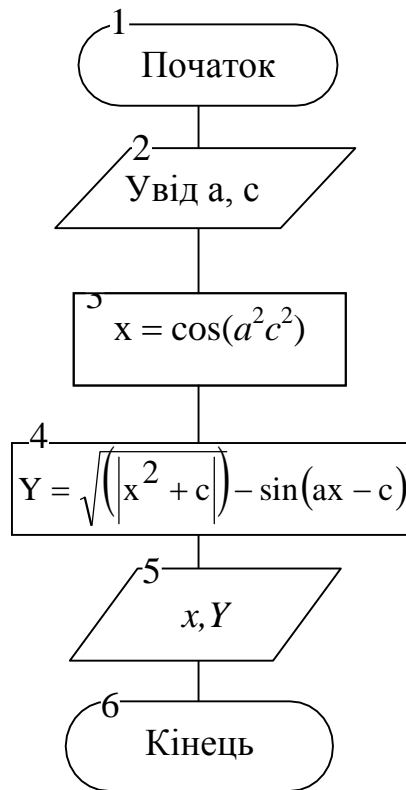 1
Початок
2
Увід a, c
3
x = cos(a²c²)
4
Y = √(|x² + c|) − sin(ax − c)
5
x,Y
6
Кінець